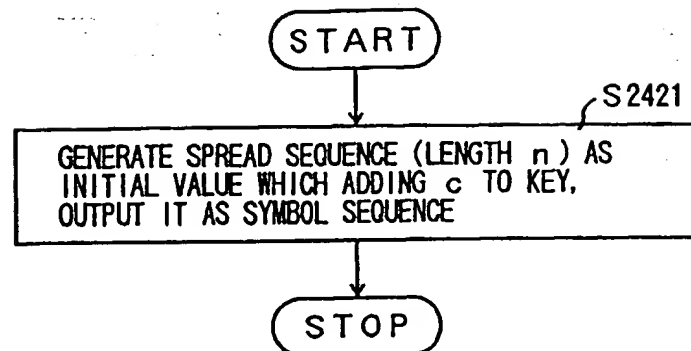 START
S2421
GENERATE SPREAD SEQUENCE (LENGTH n) AS
INITIAL VALUE WHICH ADDING c TO KEY,
OUTPUT IT AS SYMBOL SEQUENCE
STOP